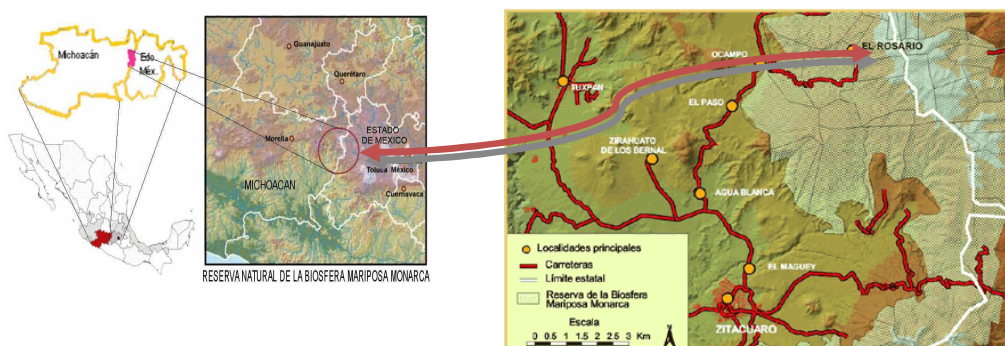 Michoacán
Edo
Méx.
Guanajuato
Querétaro
Morelia
ESTADO
DE MEXICO
Toluca México
MICHOACAN
Cuernavaca
RESERVA NATURAL DE LA BIOSFERA MARIPOSA MONARCA
OCAMPO
EL ROSARIO
TUXPAN
EL PASO
ZIRAHUATO
DE LOS BERNAL
AGUA BLANCA
EL MAGUEY
ZITACUARO
Localidades principales
Carreteras
Límite estatal
Reserva de la Biosfera
Mariposa Monarca
Escala
0 0.5 1 1.5 2 2.5 3 Km
N